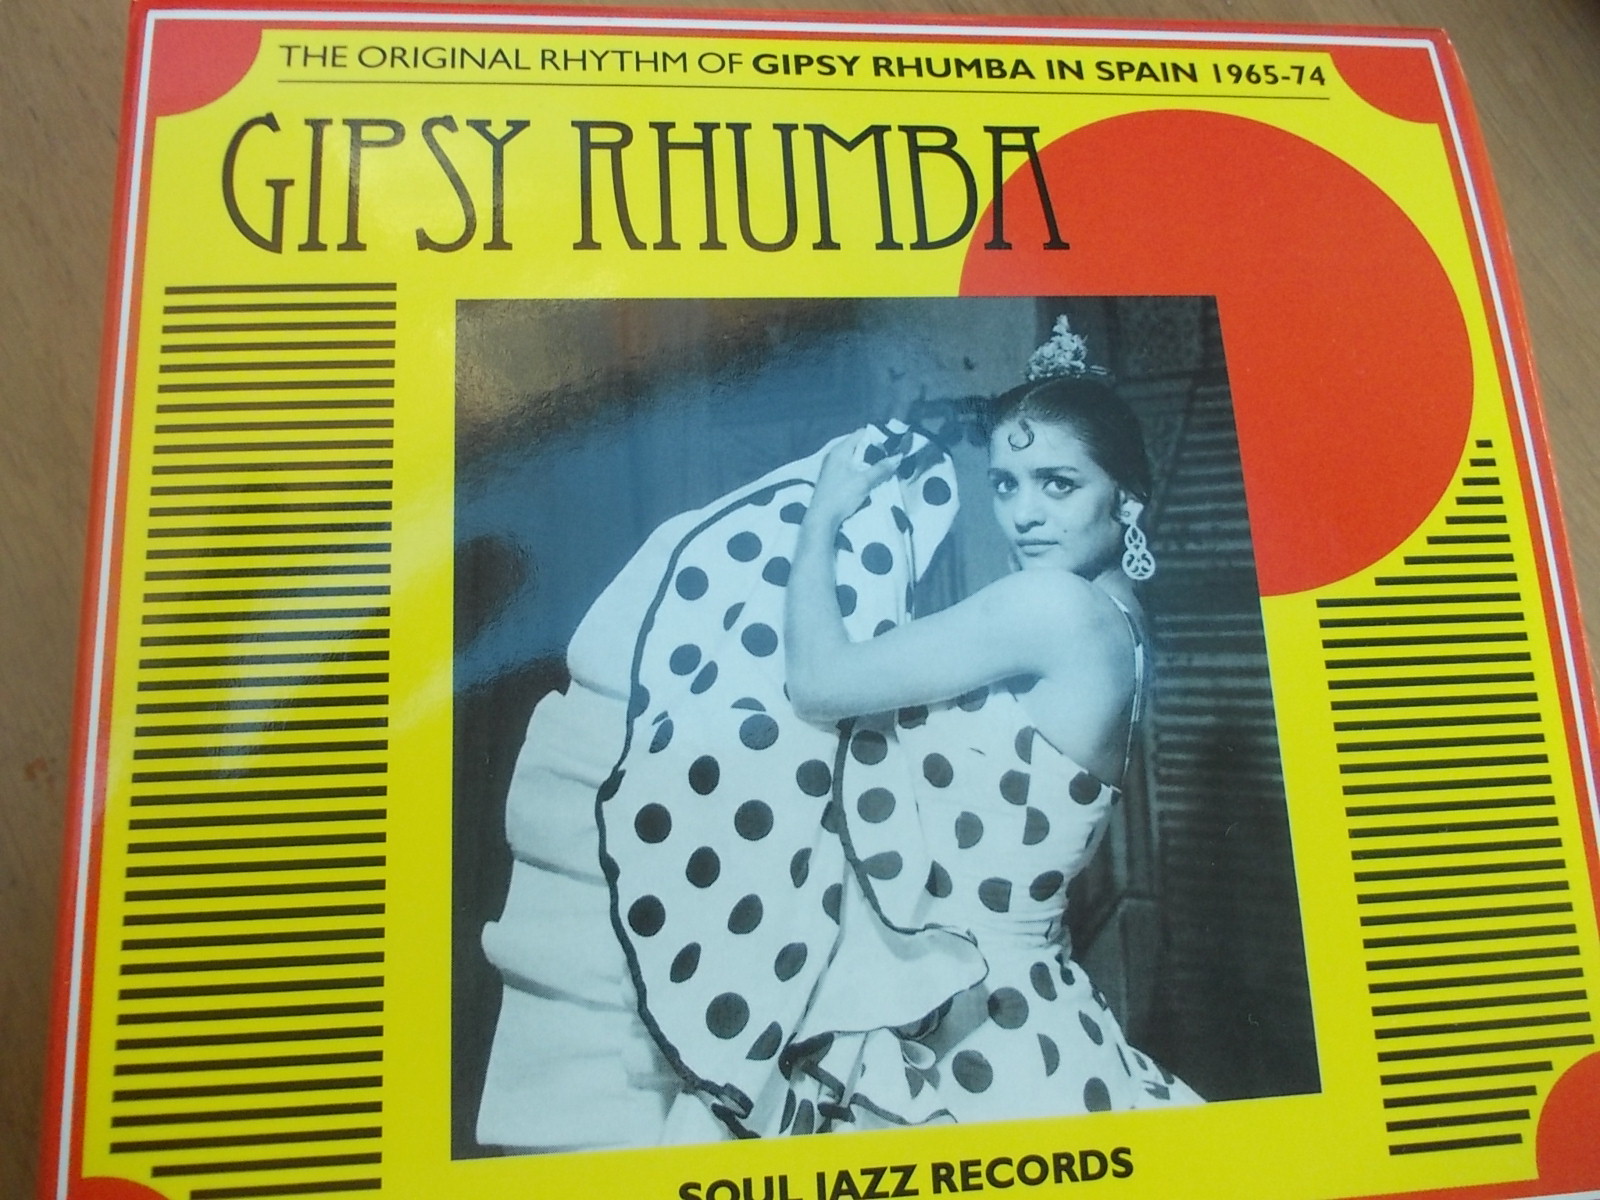 THE ORIGINAL RHYTHM OF GIPSY RHUMBA IN SPAIN 1965-74
GIPSY RHUMBA
SOUL JAZZ RECORDS